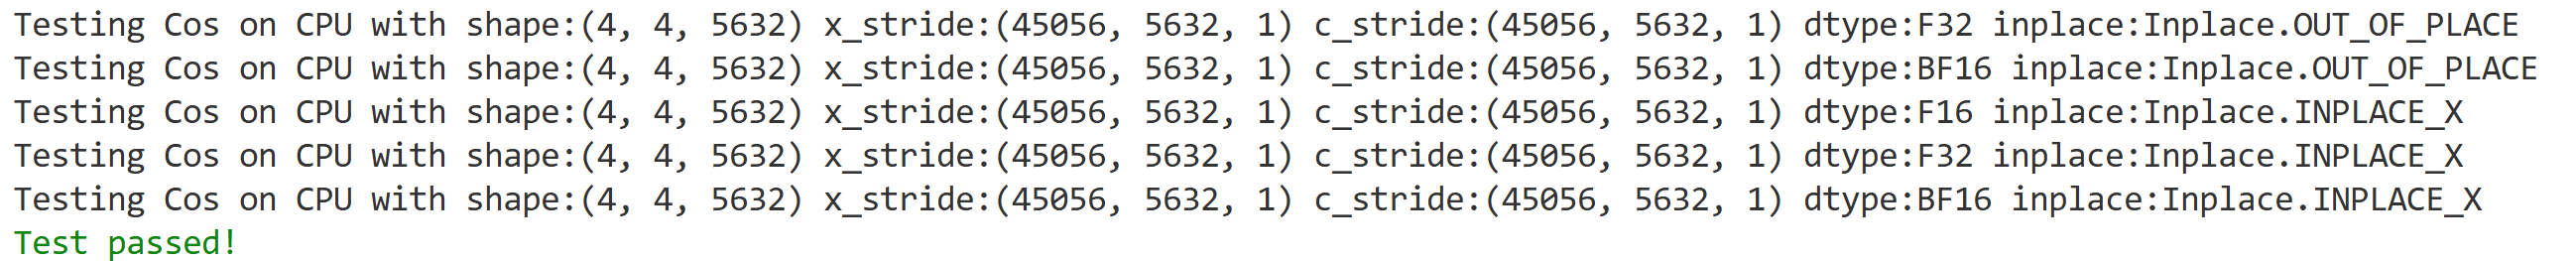 Testing Cos on CPU with shape:(4, 4, 5632) x_stride:(45056, 5632, 1) c_stride:(45056, 5632, 1) dtype:F32 inplace:Inplace.OUT_OF_PLACE
Testing Cos on CPU with shape:(4, 4, 5632) x_stride:(45056, 5632, 1) c_stride:(45056, 5632, 1) dtype:BF16 inplace:Inplace.OUT_OF_PLACE
Testing Cos on CPU with shape:(4, 4, 5632) x_stride:(45056, 5632, 1) c_stride:(45056, 5632, 1) dtype:F16 inplace:Inplace.INPLACE_X
Testing Cos on CPU with shape:(4, 4, 5632) x_stride:(45056, 5632, 1) c_stride:(45056, 5632, 1) dtype:F32 inplace:Inplace.INPLACE_X
Testing Cos on CPU with shape:(4, 4, 5632) x_stride:(45056, 5632, 1) c_stride:(45056, 5632, 1) dtype:BF16 inplace:Inplace.INPLACE_X
Test passed!